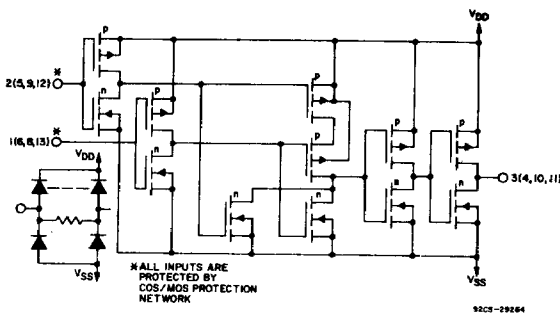 p
VDD
p
p
p
p
*
2(5,9,12)
n
p
*
1(6,8,13)
n
n
n
3(4,10,11)
VDD
n
n
VSS
VSS
*ALL INPUTS ARE
PROTECTED BY
COS/MOS PROTECTION
NETWORK
92CS-29264